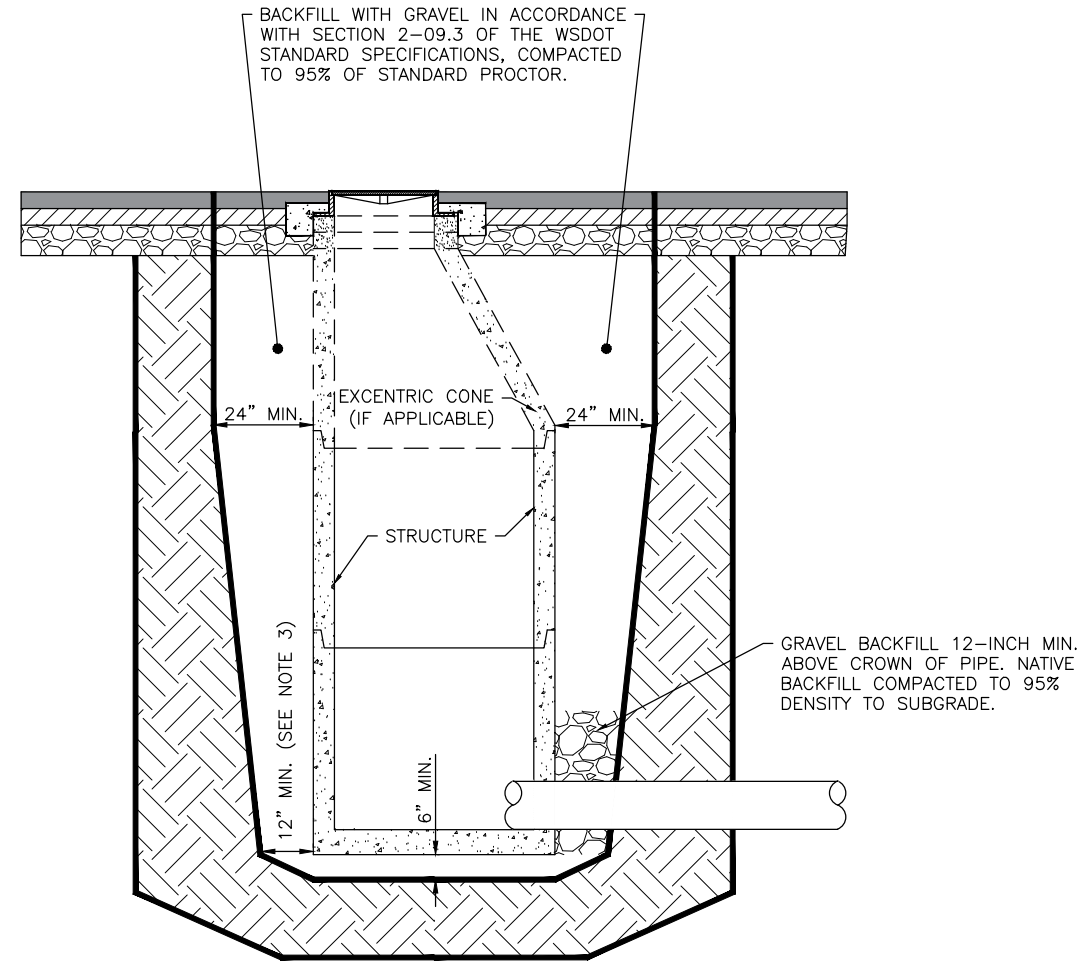 BACKFILL WITH GRAVEL IN ACCORDANCE
WITH SECTION 2–09.3 OF THE WSDOT
STANDARD SPECIFICATIONS, COMPACTED
TO 95% OF STANDARD PROCTOR.
EXCENTRIC CONE
(IF APPLICABLE)
24" MIN.
24" MIN.
STRUCTURE
12" MIN. (SEE NOTE 3)
6" MIN.
GRAVEL BACKFILL 12–INCH MIN.
ABOVE CROWN OF PIPE. NATIVE
BACKFILL COMPACTED TO 95%
DENSITY TO SUBGRADE.